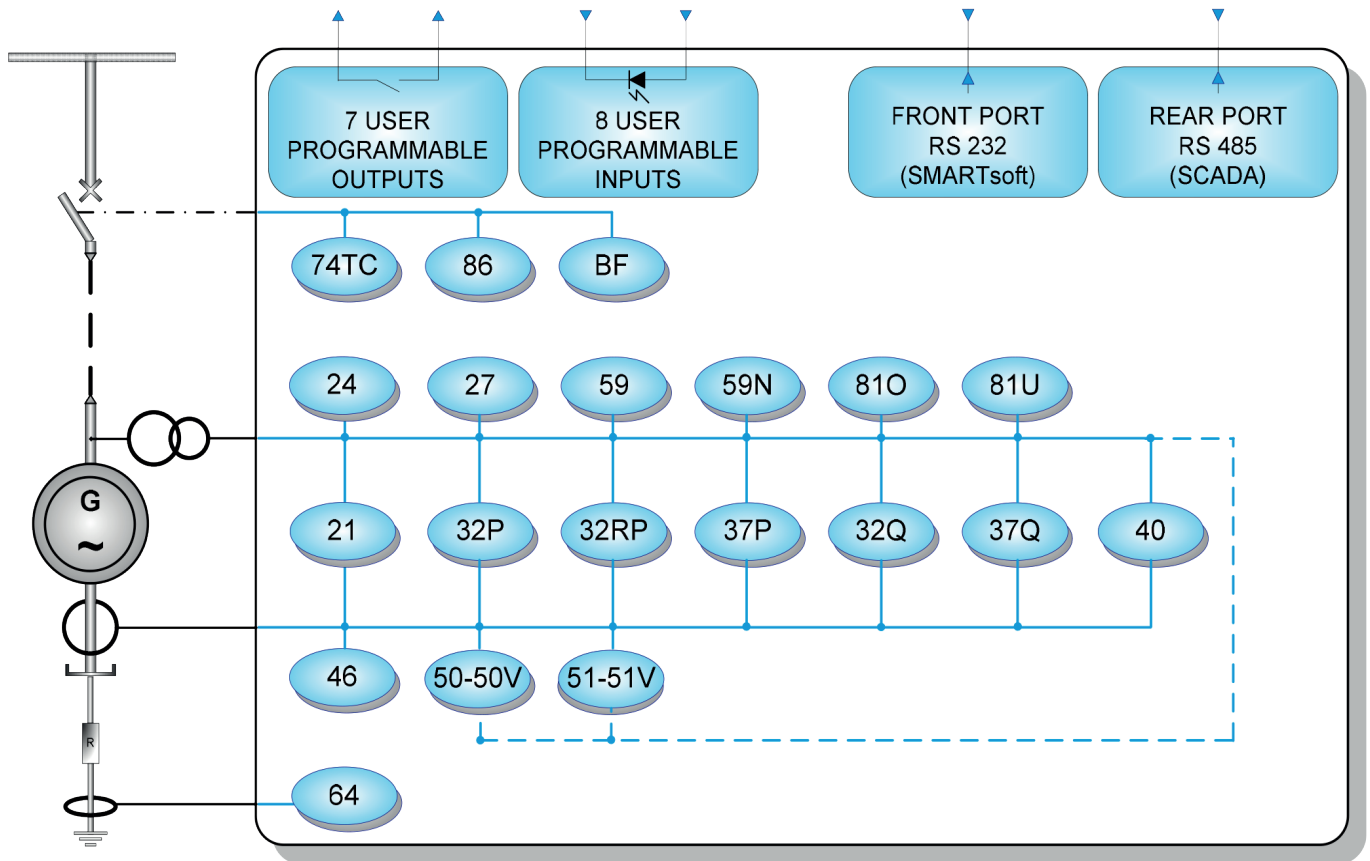 7 USER
PROGRAMMABLE
OUTPUTS
8 USER
PROGRAMMABLE
INPUTS
FRONT PORT
RS 232
(SMARTsoft)
REAR PORT
RS 485
(SCADA)
74TC 86 BF
24 27 59 59N 81O 81U
G
~
21 32P 32RP 37P 32Q 37Q 40
46 50-50V 51-51V
R
64